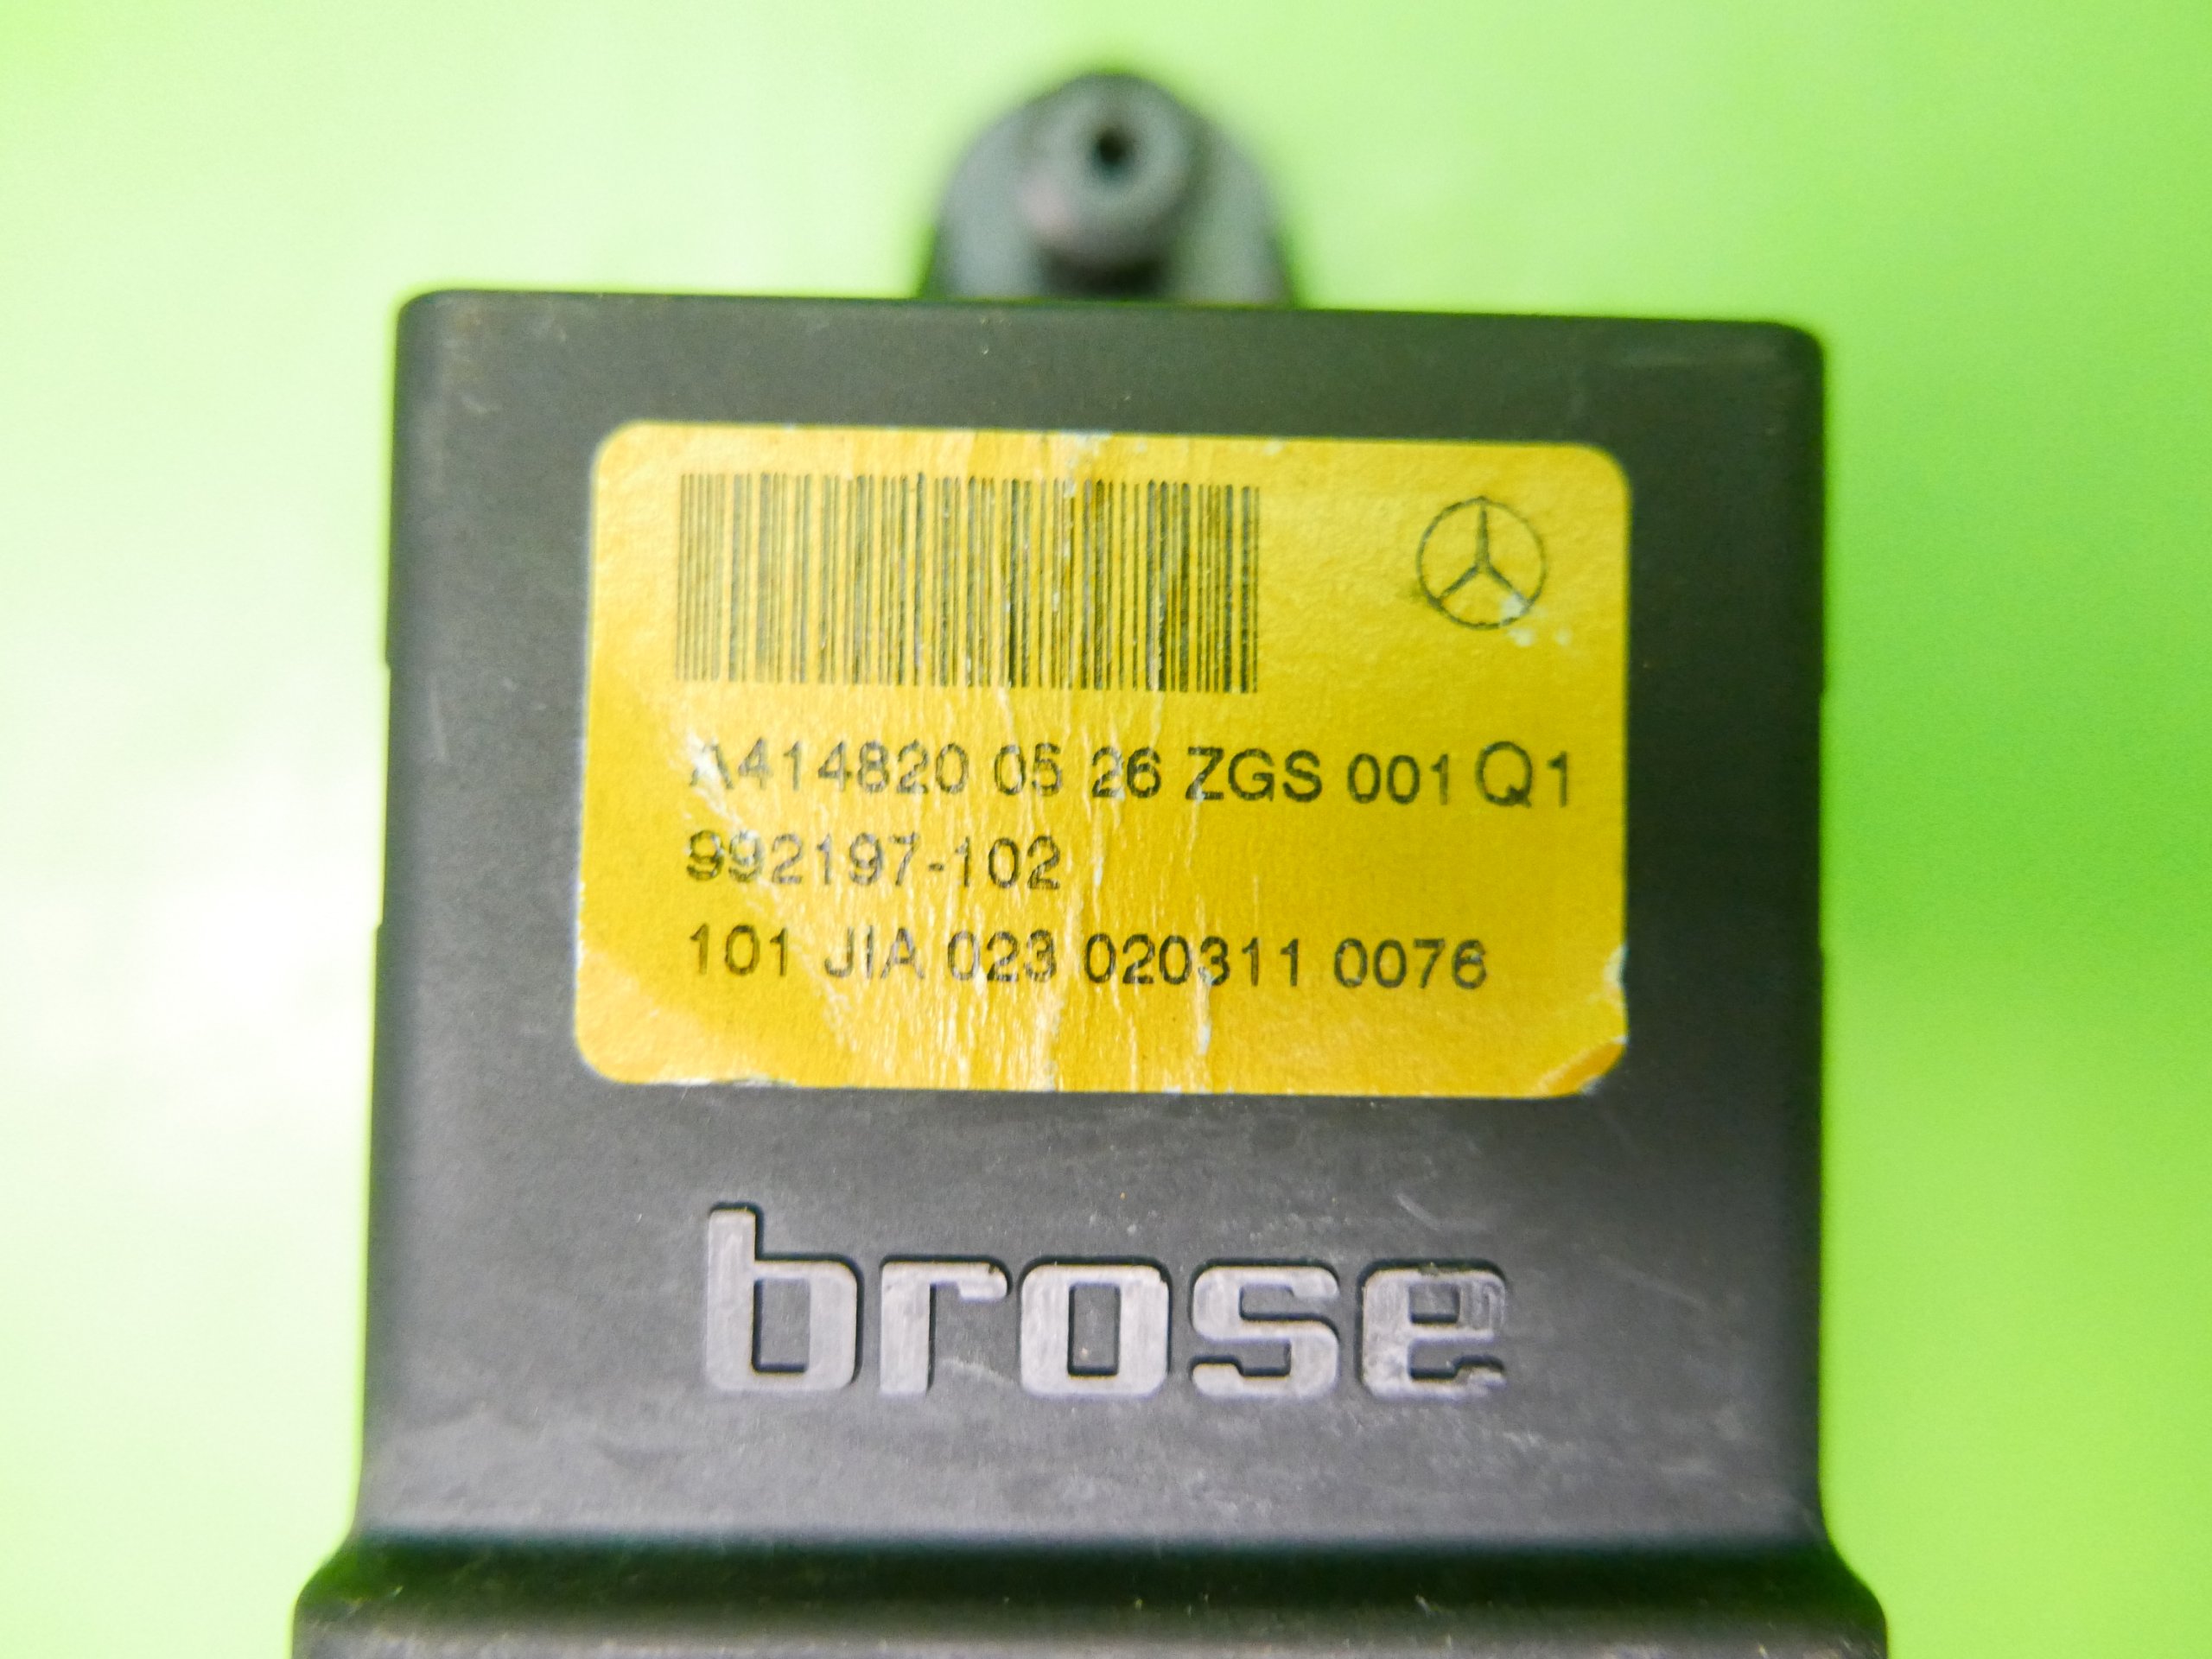 A414820 05 26 ZGS 001 Q1
992197-102
101 JIA 023 020311 0076
brose